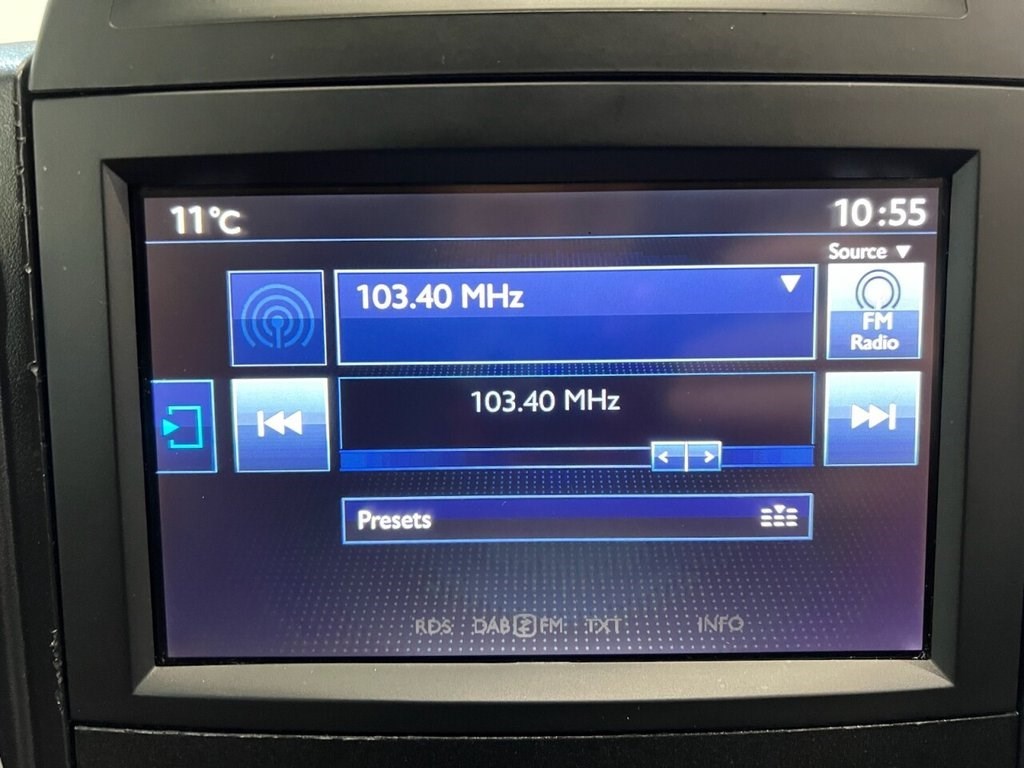 11°C
10:55
Source
103.40 MHz
FM
Radio
103.40 MHz
Presets
RDS DAB FM TXT INFO